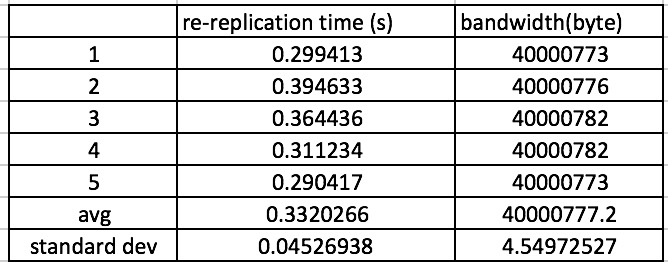 re-replication time (s) bandwidth(byte)
1 0.299413 40000773
2 0.394633 40000776
3 0.364436 40000782
4 0.311234 40000782
5 0.290417 40000773
avg 0.3320266 40000777.2
standard dev 0.04526938 4.54972527